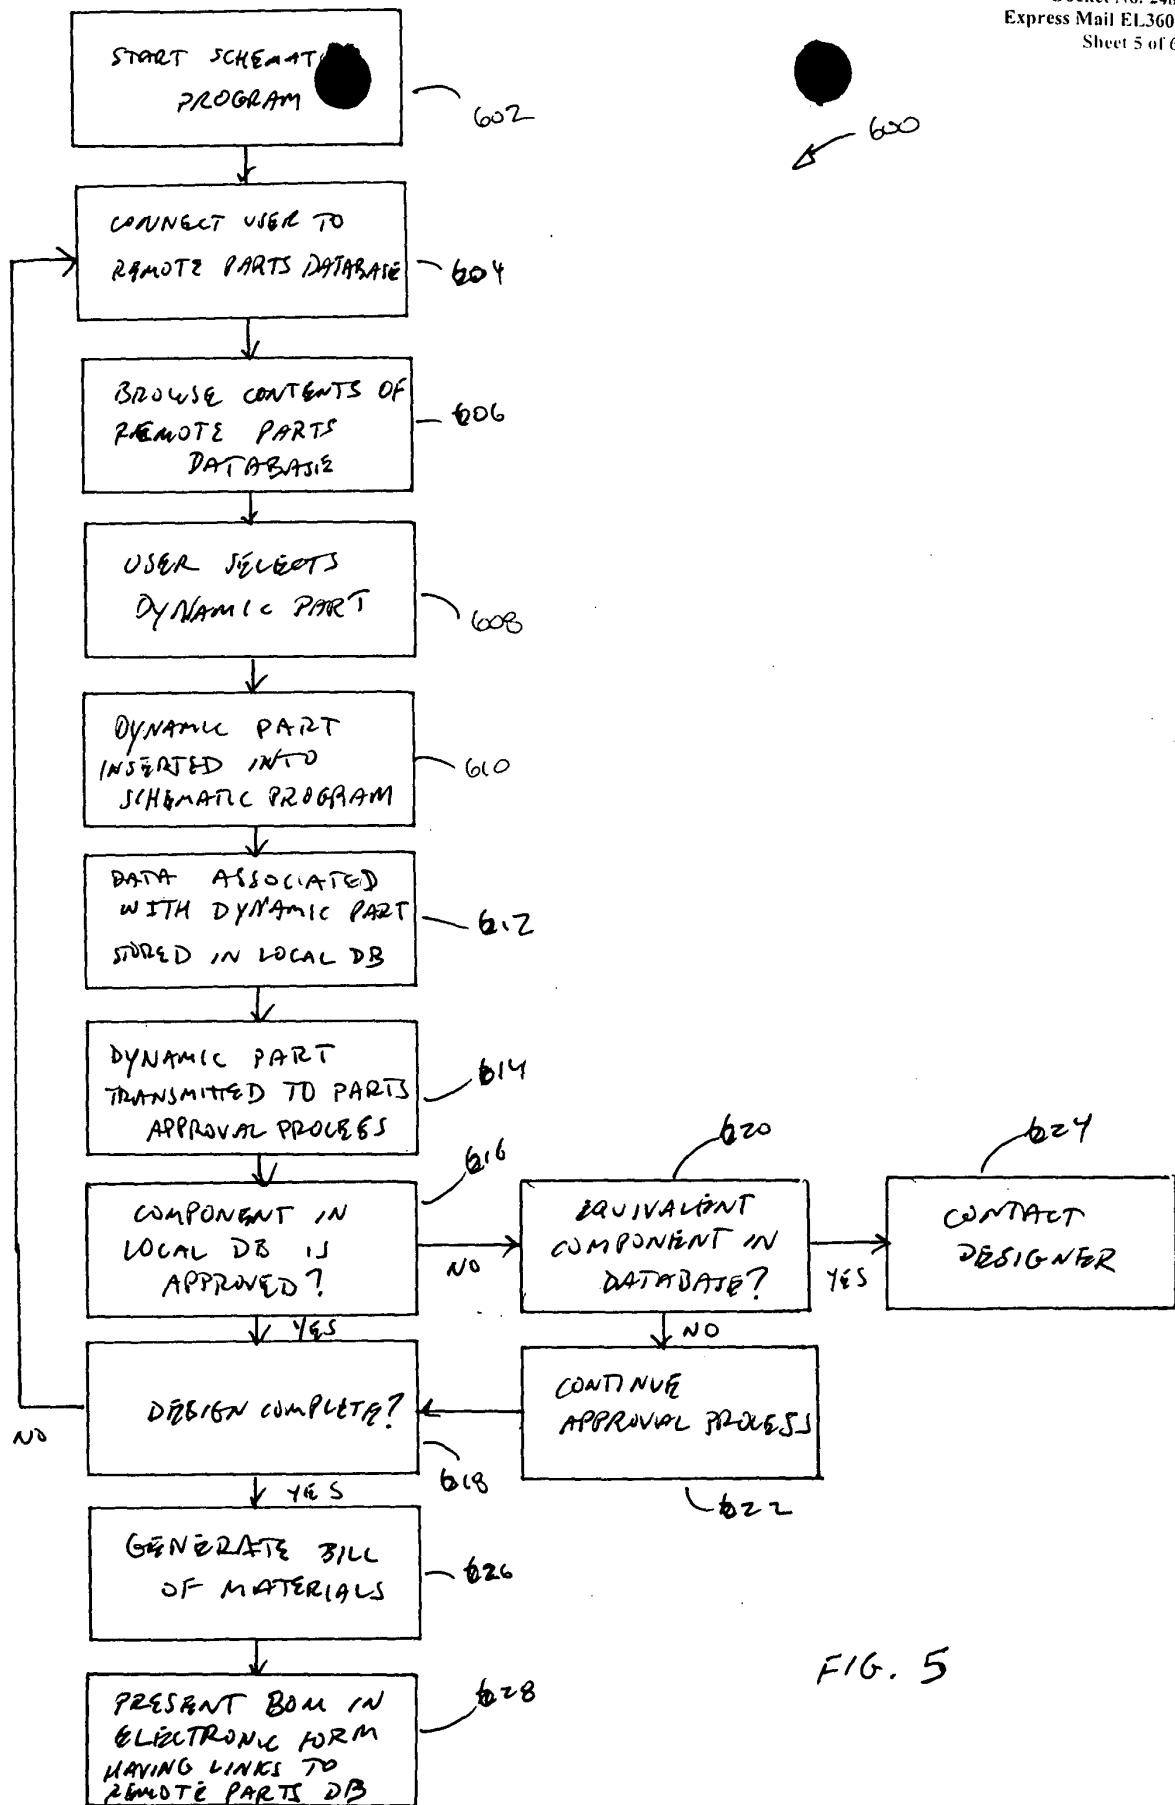 Express Mail EL360
Sheet 5 of 6
START SCHEMAT
PROGRAM
602
600
CONNECT USER TO
REMOTE PARTS DATABASE
604
BROWSE CONTENTS OF
REMOTE PARTS
DATABASE
606
USER SELECTS
DYNAMIC PART
608
DYNAMIC PART
INSERTED INTO
SCHEMATIC PROGRAM
610
DATA ASSOCIATED
WITH DYNAMIC PART
STORED IN LOCAL DB
612
DYNAMIC PART
TRANSMITTED TO PARTS
APPROVAL PROCESS
614
COMPONENT IN
LOCAL DB IS
APPROVED?
616
NO
YES
EQUIVALENT
COMPONENT IN
DATABASE?
620
YES
NO
CONTACT
DESIGNER
624
DESIGN COMPLETE?
618
NO
YES
CONTINUE
APPROVAL PROCESS
622
GENERATE BILL
OF MATERIALS
626
PRESENT BOM IN
ELECTRONIC FORM
HAVING LINKS TO
REMOTE PARTS DB
628
FIG. 5